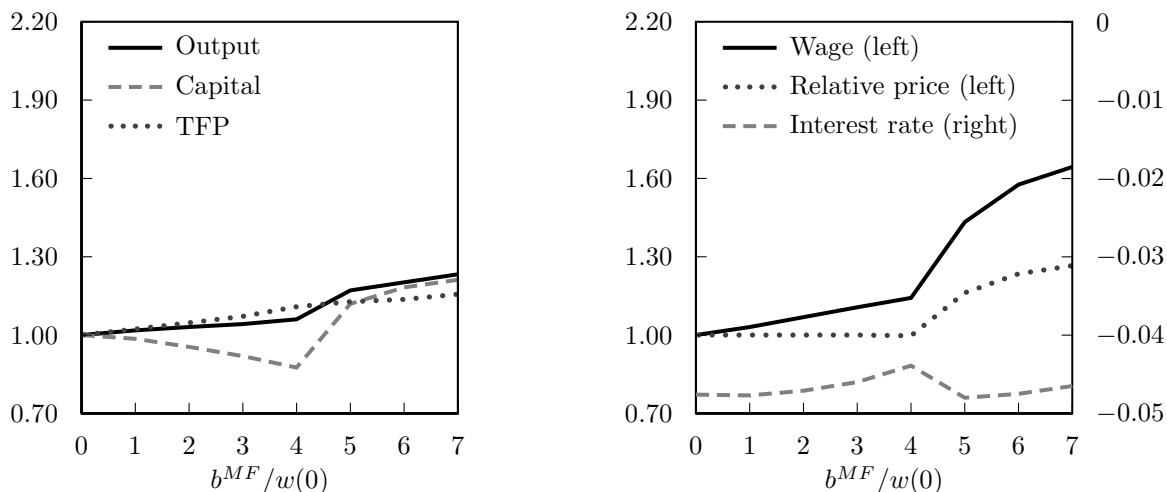 2.20
1.90
1.60
1.30
1.00
0.70
Output
Capital
TFP
0 1 2 3 4 5 6 7
b^{MF}/w(0)
2.20
1.90
1.60
1.30
1.00
0.70
Wage (left)
Relative price (left)
Interest rate (right)
0
−0.01
−0.02
−0.03
−0.04
−0.05
0 1 2 3 4 5 6 7
b^{MF}/w(0)